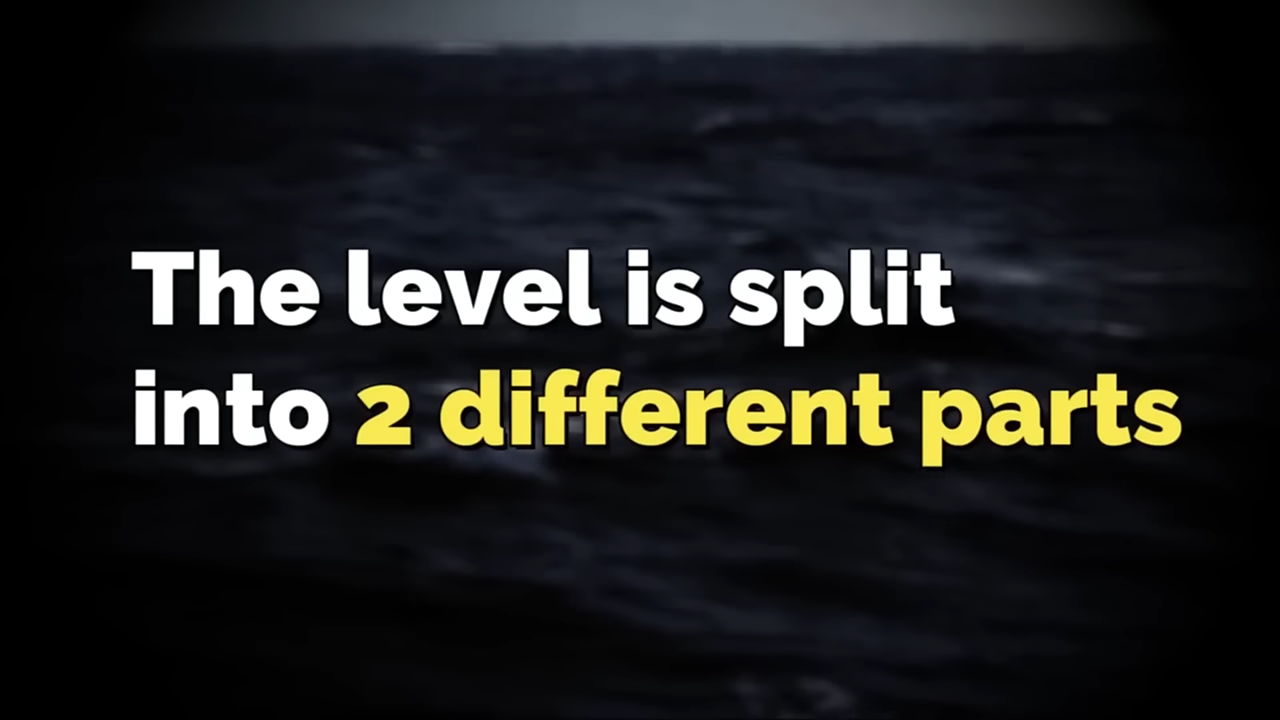 The level is split
into 2 different parts